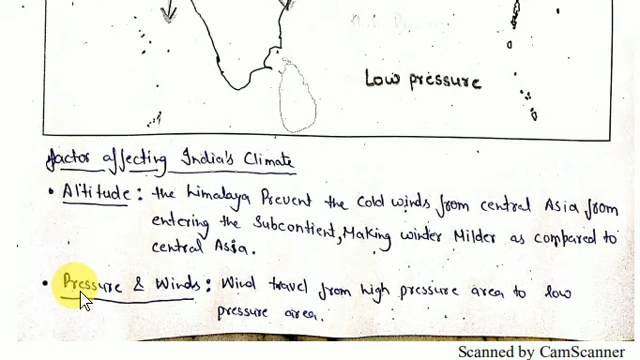 Low pressure
factor affecting India's Climate
• Altitude : the himalaya Prevent the cold winds from central Asia from
entering the Subcontient, Making winter Milder as compared to
central Asia.
• Pressure & Winds : Wind travel from high pressure area to low
pressure area.
Scanned by CamScanner